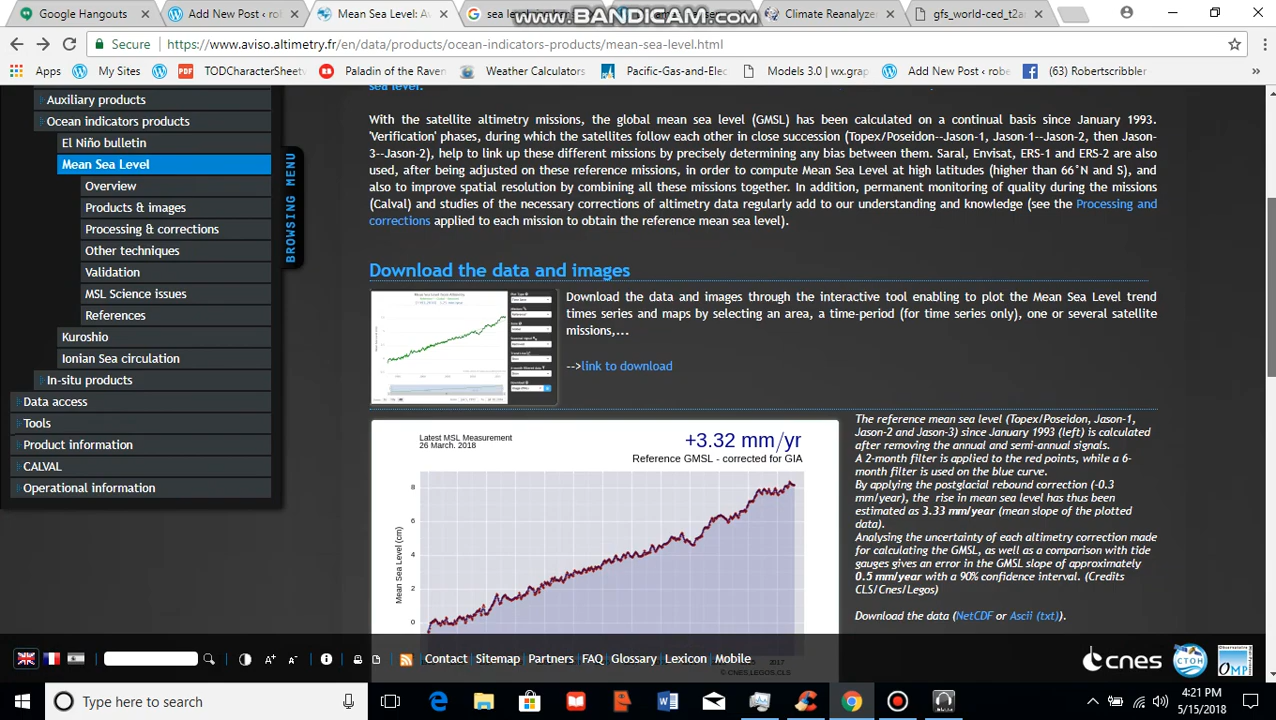 Google Hangouts
Add New Post ‹ rob
Mean Sea Level: Av
sea level
Climate Reanalyze
gfs_world-ced_t2a
www.BANDICAM.com
Secure
https://www.aviso.altimetry.fr/en/data/products/ocean-indicators-products/mean-sea-level.html
Apps
My Sites
TODCharacterSheet
Paladin of the Raven
Weather Calculators
Pacific-Gas-and-Elec
Models 3.0 | wx.grap
Add New Post ‹ robe
(63) Robertscribbler
»
Auxiliary products
Ocean indicators products
El Niño bulletin
Mean Sea Level
Overview
Products & images
Processing & corrections
Other techniques
Validation
MSL Science issues
References
Kuroshio
Ionian Sea circulation
In-situ products
Data access
Tools
Product information
CALVAL
Operational information
BROWSING MENU
sea level.
With the satellite altimetry missions, the global mean sea level (GMSL) has been calculated on a continual basis since January 1993.
'Verification' phases, during which the satellites follow each other in close succession (Topex/Poseidon--Jason-1, Jason-1--Jason-2, then Jason-
3--Jason-2), help to link up these different missions by precisely determining any bias between them. Saral, Envisat, ERS-1 and ERS-2 are also
used, after being adjusted on these reference missions, in order to compute Mean Sea Level at high latitudes (higher than 66°N and S), and
also to improve spatial resolution by combining all these missions together. In addition, permanent monitoring of quality during the missions
(Calval) and studies of the necessary corrections of altimetry data regularly add to our understanding and knowledge (see the Processing and
corrections applied to each mission to obtain the reference mean sea level).
Download the data and images
Download the data and images through the interactive tool enabling to plot the Mean Sea Level trend
times series and maps by selecting an area, a time period (for time series only), one or several satellite
missions,...
-->link to download
Latest MSL Measurement
26 March. 2018
+3.32 mm/yr
Reference GMSL - corrected for GIA
Mean Sea Level (cm)
8
6
4
2
0
2017
© CNES LEGOS CLS
The reference mean sea level (Topex/Poseidon, Jason-1,
Jason-2 and Jason-3) since January 1993 (left) is calculated
after removing the annual and semi-annual signals.
A 2-month filter is applied to the red points, while a 6-
month filter is used on the blue curve.
By applying the postglacial rebound correction (-0.3
mm/year), the rise in mean sea level has thus been
estimated as 3.33 mm/year (mean slope of the plotted
data).
Analysing the uncertainty of each altimetry correction made
for calculating the GMSL, as well as a comparison with tide
gauges gives an error in the GMSL slope of approximately
0.5 mm/year with a 90% confidence interval. (Credits
CLS/Cnes/Legos)
Download the data (NetCDF or Ascii (txt)).
A+
A-
Contact
Sitemap
Partners
FAQ
Glossary
Lexicon
Mobile
cnes
CTOH
OMP
Type here to search
4:21 PM
5/15/2018